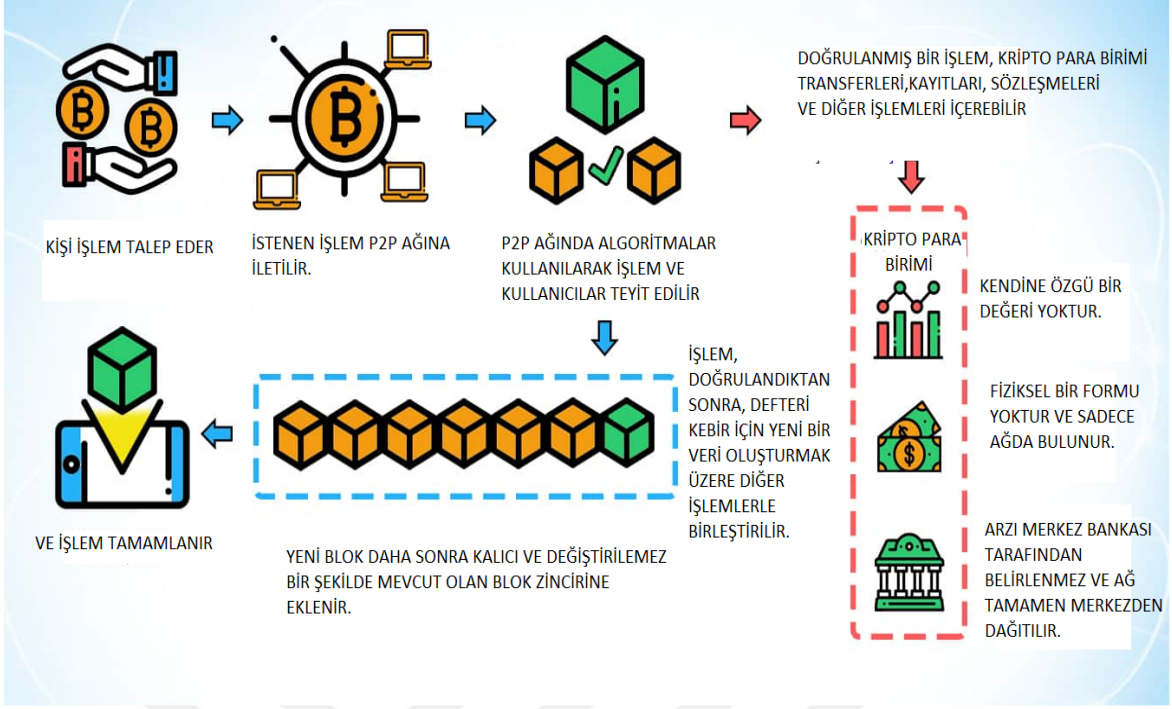 KİŞİ İŞLEM TALEP EDER
İSTENEN İŞLEM P2P AĞINA
İLETİLİR.
P2P AĞINDA ALGORİTMALAR
KULLANILARAK İŞLEM VE
KULLANICILAR TEYİT EDİLİR
DOĞRULANMIŞ BİR İŞLEM, KRİPTO PARA BİRİMİ
TRANSFERLERİ,KAYITLARI, SÖZLEŞMELERİ
VE DİĞER İŞLEMLERİ İÇEREBİLİR
KRİPTO PARA
BİRİMİ
KENDİNE ÖZGÜ BİR
DEĞERİ YOKTUR.
FİZİKSEL BİR FORMU
YOKTUR VE SADECE
AĞDA BULUNUR.
ARZI MERKEZ BANKASI
TARAFINDAN
BELİRLENMEZ VE AĞ
TAMAMEN MERKEZDEN
DAĞITILIR.
İŞLEM,
DOĞRULANDIKTAN
SONRA, DEFTERİ
KEBİR İÇİN YENİ BİR
VERİ OLUŞTURMAK
ÜZERE DİĞER
İŞLEMLERLE
BİRLEŞTİRİLİR.
YENİ BLOK DAHA SONRA KALICI VE DEĞİŞTİRİLEMEZ
BİR ŞEKİLDE MEVCUT OLAN BLOK ZİNCİRİNE
EKLENİR.
VE İŞLEM TAMAMLANIR